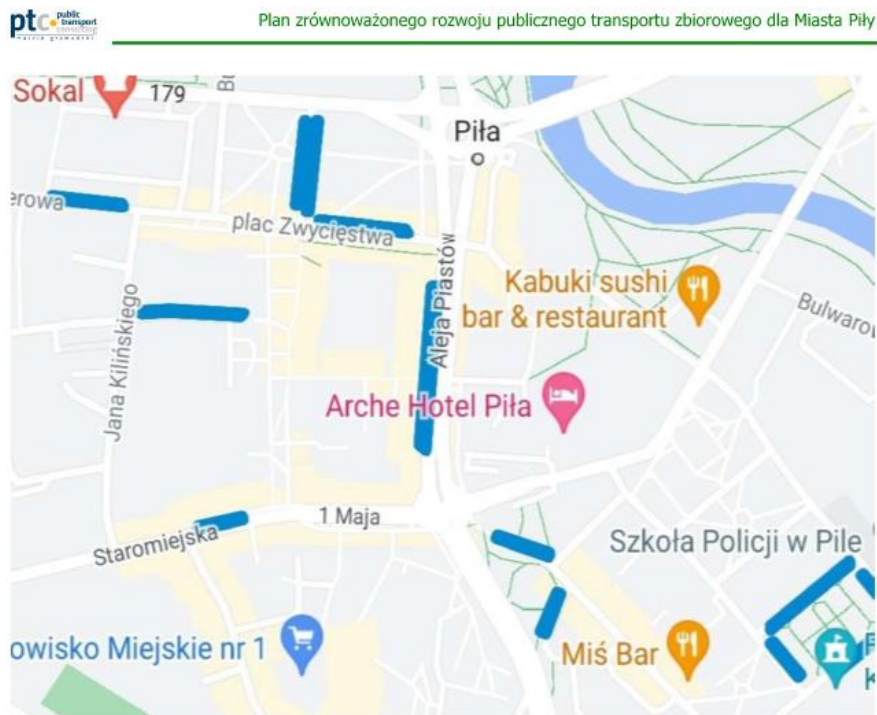 ptc public
transport
consulting
marcin gromadzki
Plan zrównoważonego rozwoju publicznego transportu zbiorowego dla Miasta Piły
Sokal
179
Piła
erowa
plac Zwycięstwa
Aleja Piastów
Kabuki sushi
bar & restaurant
Bulwarow
Jana Kilińskiego
Arche Hotel Piła
1 Maja
Staromiejska
Szkoła Policji w Pile
owisko Miejskie nr 1
Miś Bar